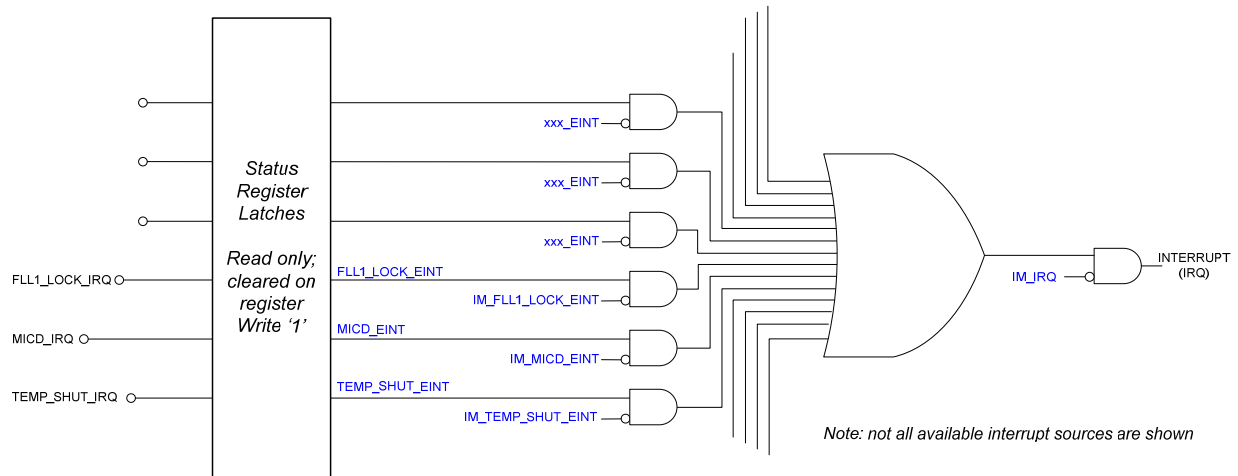 xxx_EINT
xxx_EINT
xxx_EINT
Status
Register
Latches
Read only;
cleared on
register
Write ‘1’
FLL1_LOCK_IRQ
FLL1_LOCK_EINT
IM_FLL1_LOCK_EINT
MICD_IRQ
MICD_EINT
IM_MICD_EINT
TEMP_SHUT_IRQ
TEMP_SHUT_EINT
IM_TEMP_SHUT_EINT
IM_IRQ
INTERRUPT
(IRQ)
Note: not all available interrupt sources are shown